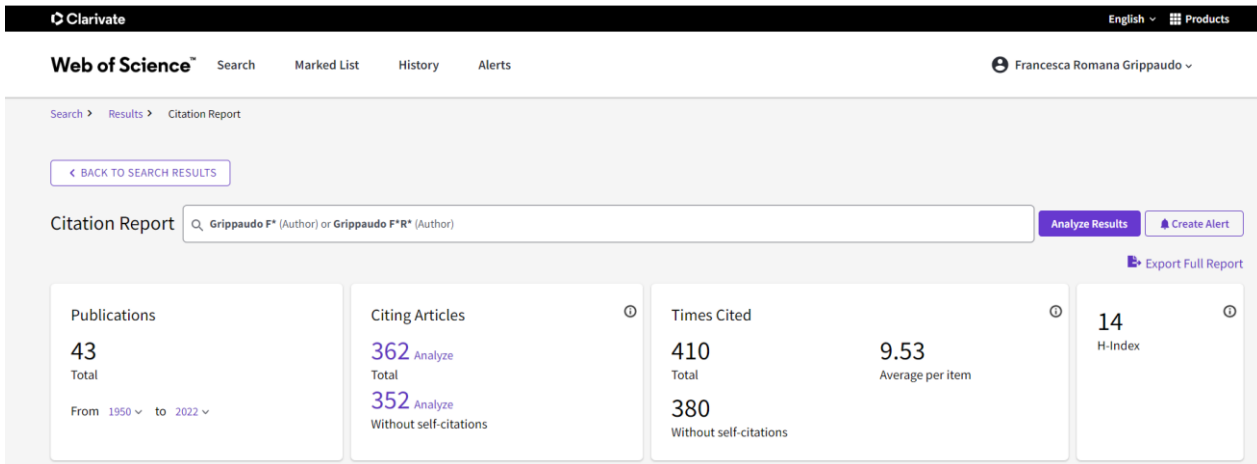 Clarivate English Products
Web of Science™ Search Marked List History Alerts Francesca Romana Grippaudo
Search > Results > Citation Report
< BACK TO SEARCH RESULTS
Citation Report Grippaudo F* (Author) or Grippaudo F*R* (Author) Analyze Results Create Alert
Export Full Report
Publications
43
Total
From 1950 to 2022
Citing Articles
362 Analyze
Total
352 Analyze
Without self-citations
Times Cited
410
Total
380
Without self-citations
9.53
Average per item
14
H-Index